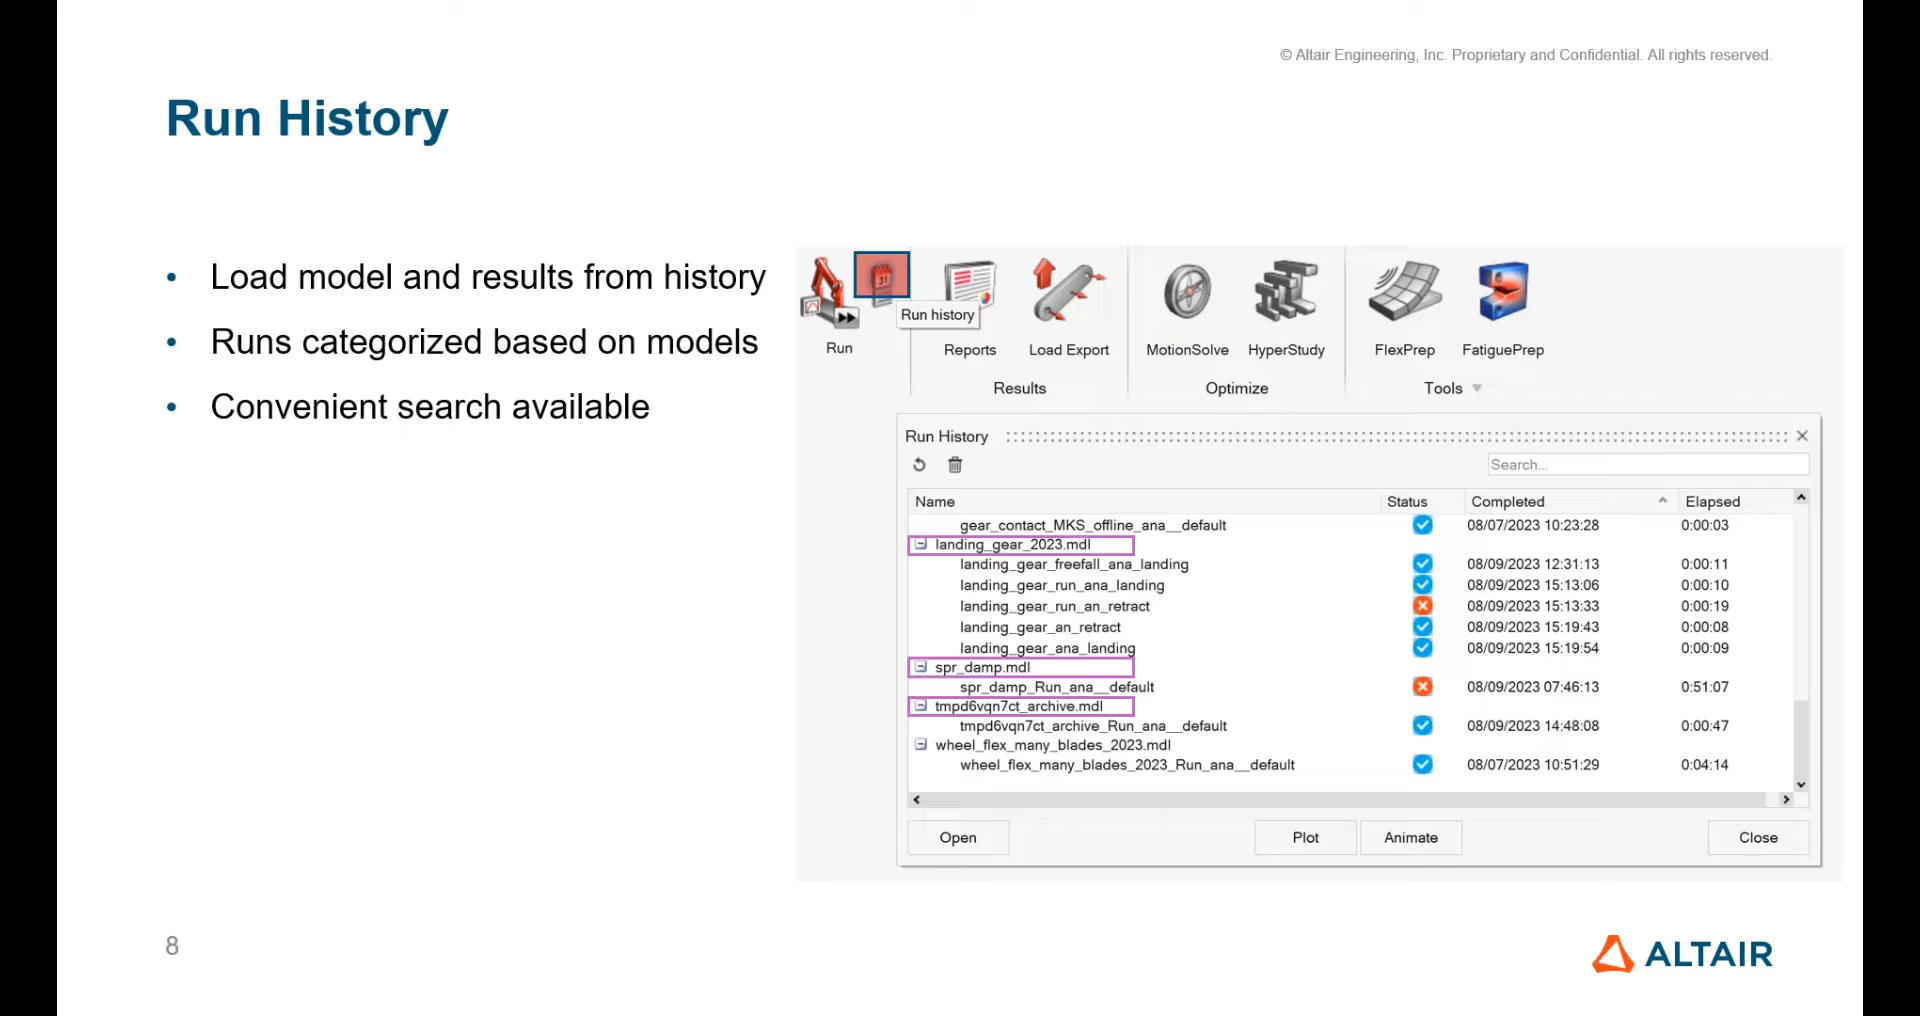 © Altair Engineering, Inc. Proprietary and Confidential. All rights reserved.
Run History
• Load model and results from history
• Runs categorized based on models
• Convenient search available
31
Run history
Run
Reports
Load Export
MotionSolve
HyperStudy
FlexPrep
FatiguePrep
Results
Optimize
Tools
Run History
Search...
Name Status Completed Elapsed
gear_contact_MKS_offline_ana__default 08/07/2023 10:23:28 0:00:03
landing_gear_2023.mdl
landing_gear_freefall_ana_landing 08/09/2023 12:31:13 0:00:11
landing_gear_run_ana_landing 08/09/2023 15:13:06 0:00:10
landing_gear_run_an_retract 08/09/2023 15:13:33 0:00:19
landing_gear_an_retract 08/09/2023 15:19:43 0:00:08
landing_gear_ana_landing 08/09/2023 15:19:54 0:00:09
spr_damp.mdl
spr_damp_Run_ana__default 08/09/2023 07:46:13 0:51:07
tmpd6vqn7ct_archive.mdl
tmpd6vqn7ct_archive_Run_ana__default 08/09/2023 14:48:08 0:00:47
wheel_flex_many_blades_2023.mdl
wheel_flex_many_blades_2023_Run_ana__default 08/07/2023 10:51:29 0:04:14
Open Plot Animate Close
8
ALTAIR